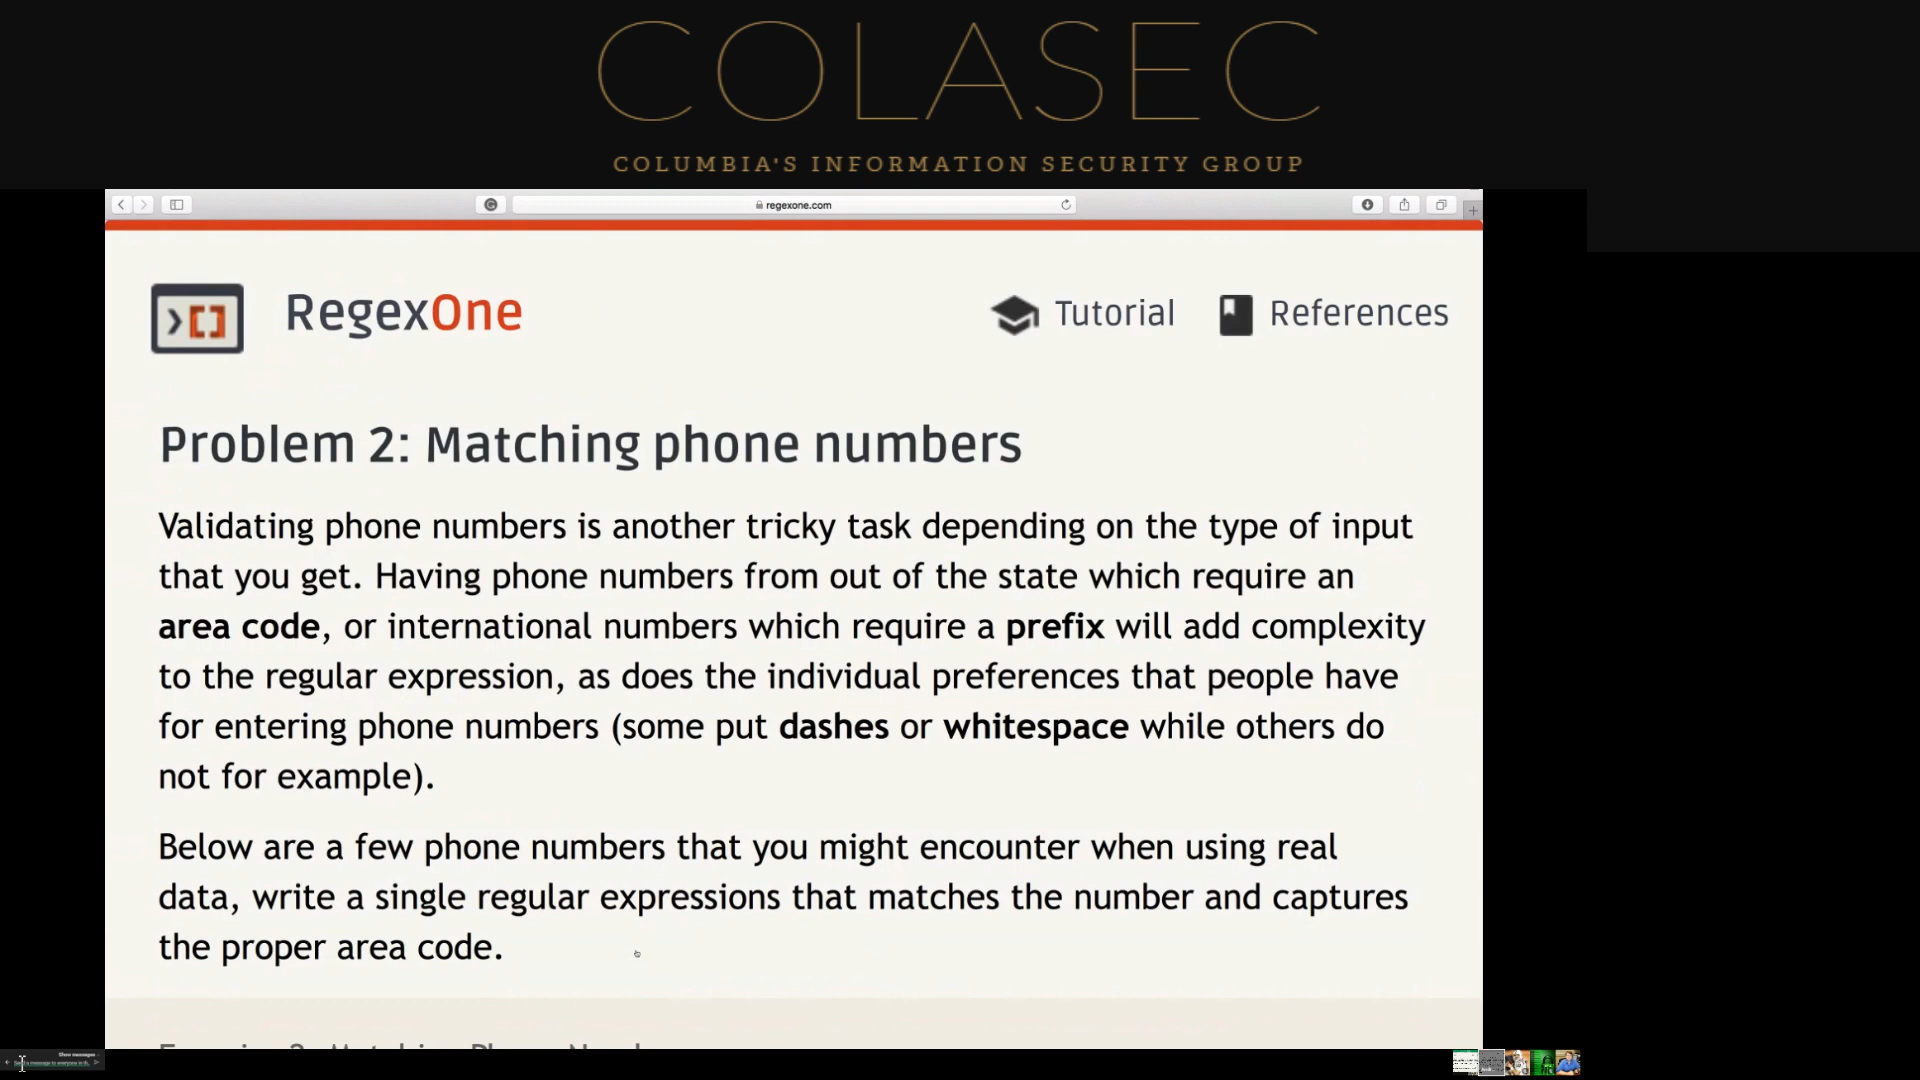 COLASEC
COLUMBIA'S INFORMATION SECURITY GROUP
regexone.com
RegexOne
Tutorial
References
Problem 2: Matching phone numbers
Validating phone numbers is another tricky task depending on the type of input
that you get. Having phone numbers from out of the state which require an
area code, or international numbers which require a prefix will add complexity
to the regular expression, as does the individual preferences that people have
for entering phone numbers (some put dashes or whitespace while others do
not for example).
Below are a few phone numbers that you might encounter when using real
data, write a single regular expressions that matches the number and captures
the proper area code.
Show messages